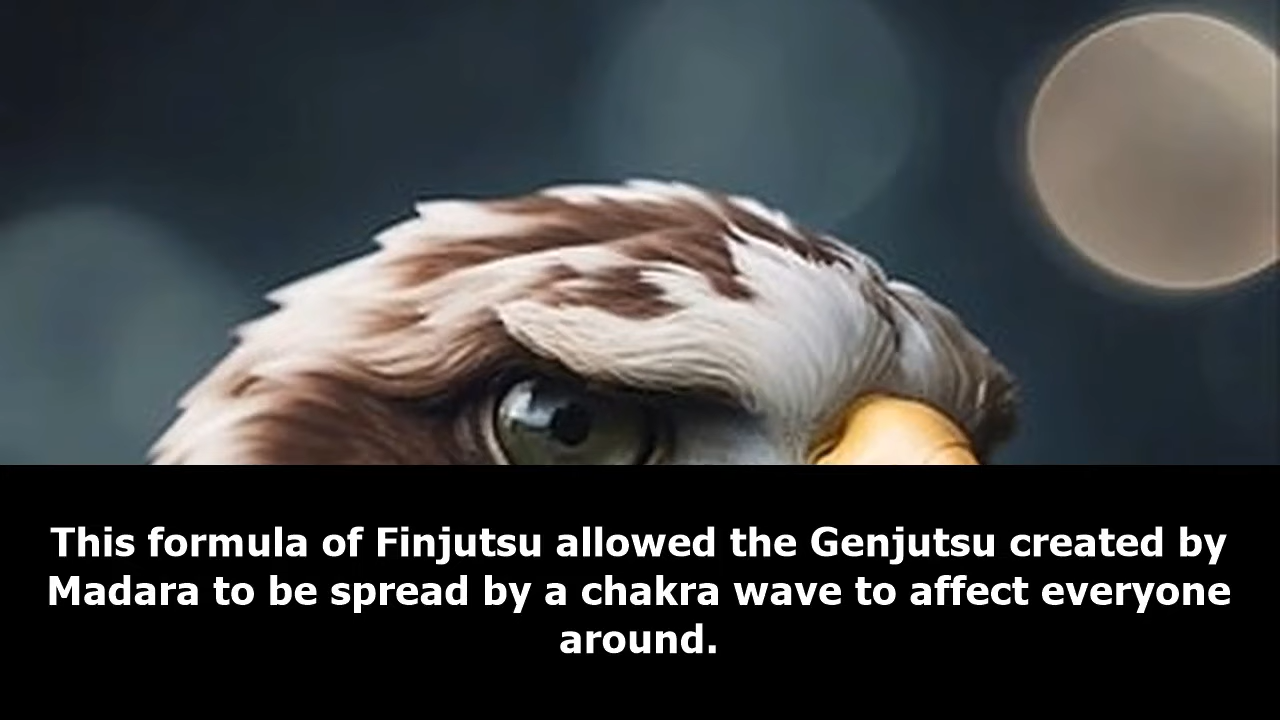 This formula of Finjutsu allowed the Genjutsu created by
Madara to be spread by a chakra wave to affect everyone
around.